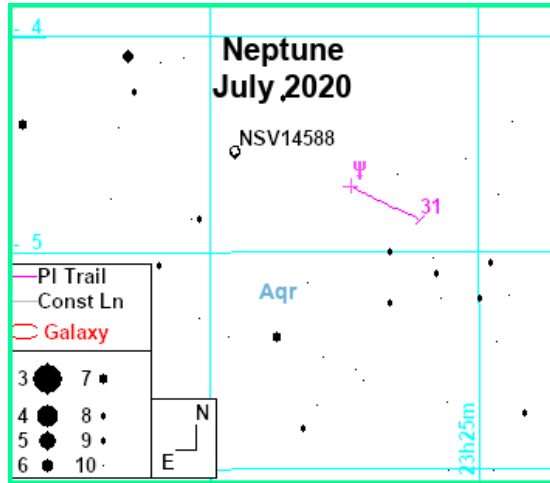 - 4
Neptune
July 2020
NSV14588
Ψ
31
- 5
PI Trail
Const Ln
Galaxy
Aqr
3 7
4 8
5 9
6 10
N
E
23h25m